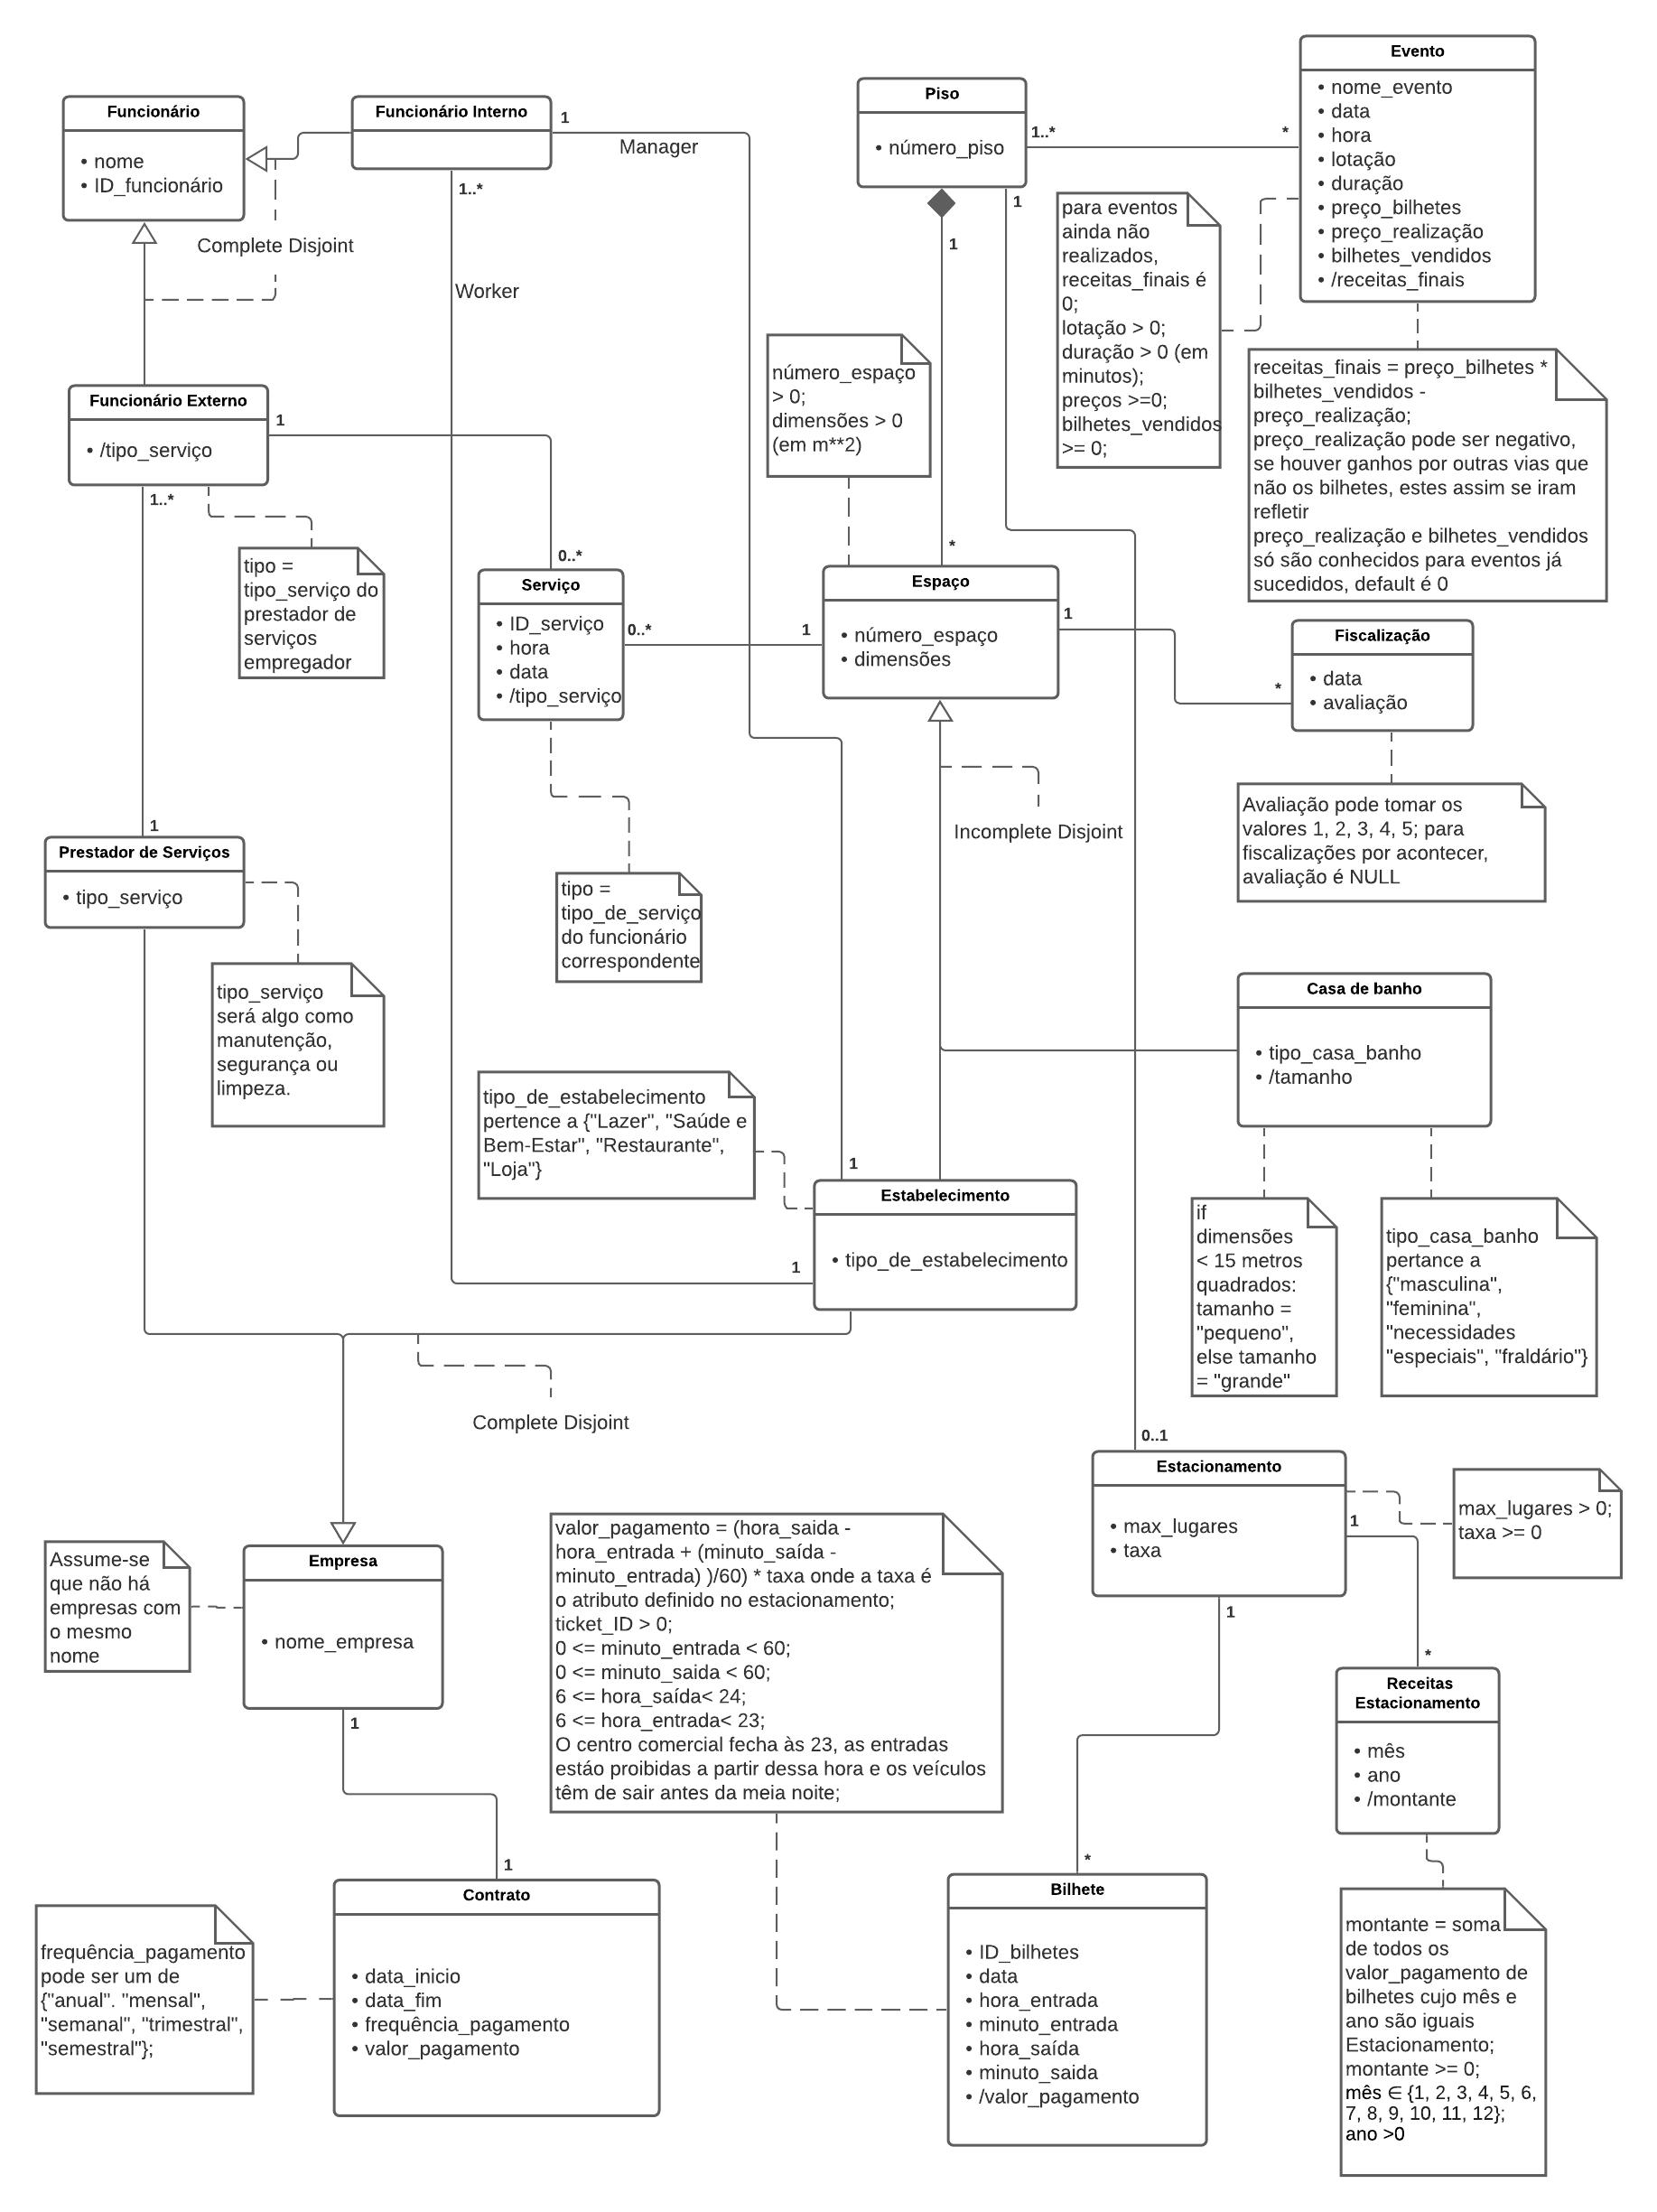 Evento
• nome_evento
• data
• hora
• lotação
• duração
• preço_bilhetes
• preço_realização
• bilhetes_vendidos
• /receitas_finais
Piso
• número_piso
1..*
*
1
1
Funcionário
• nome
• ID_funcionário
Funcionário Interno
1
Manager
1..*
Complete Disjoint
Worker
para eventos
ainda não
realizados,
receitas_finais é
0;
lotação > 0;
duração > 0 (em
minutos);
preços >=0;
bilhetes_vendidos
>= 0;
número_espaço
> 0;
dimensões > 0
(em m**2)
receitas_finais = preço_bilhetes *
bilhetes_vendidos -
preço_realização;
preço_realização pode ser negativo,
se houver ganhos por outras vias que
não os bilhetes, estes assim se iram
refletir
preço_realização e bilhetes_vendidos
só são conhecidos para eventos já
sucedidos, default é 0
Funcionário Externo
• /tipo_serviço
1
1..*
0..*
*
tipo =
tipo_serviço do
prestador de
serviços
empregador
Serviço
• ID_serviço
• hora
• data
• /tipo_serviço
0..*
1
Espaço
• número_espaço
• dimensões
1
*
Fiscalização
• data
• avaliação
Avaliação pode tomar os
valores 1, 2, 3, 4, 5; para
fiscalizações por acontecer,
avaliação é NULL
Incomplete Disjoint
1
Prestador de Serviços
• tipo_serviço
tipo =
tipo_de_serviço
do funcionário
correspondente
tipo_serviço
será algo como
manutenção,
segurança ou
limpeza.
Casa de banho
• tipo_casa_banho
• /tamanho
tipo_de_estabelecimento
pertence a {"Lazer", "Saúde e
Bem-Estar", "Restaurante",
"Loja"}
1
1
Estabelecimento
• tipo_de_estabelecimento
if
dimensões
< 15 metros
quadrados:
tamanho =
"pequeno",
else tamanho
= "grande"
tipo_casa_banho
pertance a
{"masculina",
"feminina",
"necessidades
"especiais", "fraldário"}
Complete Disjoint
0..1
Estacionamento
• max_lugares
• taxa
1
1
max_lugares > 0;
taxa >= 0
Assume-se
que não há
empresas com
o mesmo
nome
Empresa
• nome_empresa
1
valor_pagamento = (hora_saida -
hora_entrada + (minuto_saída -
minuto_entrada) )/60) * taxa onde a taxa é
o atributo definido no estacionamento;
ticket_ID > 0;
0 <= minuto_entrada < 60;
0 <= minuto_saida < 60;
6 <= hora_saída< 24;
6 <= hora_entrada< 23;
O centro comercial fecha às 23, as entradas
estáo proibidas a partir dessa hora e os veículos
têm de sair antes da meia noite;
*
Receitas
Estacionamento
• mês
• ano
• /montante
1
*
Contrato
• data_inicio
• data_fim
• frequência_pagamento
• valor_pagamento
frequência_pagamento
pode ser um de
{"anual". "mensal",
"semanal", "trimestral",
"semestral"};
Bilhete
• ID_bilhetes
• data
• hora_entrada
• minuto_entrada
• hora_saída
• minuto_saida
• /valor_pagamento
montante = soma
de todos os
valor_pagamento de
bilhetes cujo mês e
ano são iguais
Estacionamento;
montante >= 0;
mês ∈ {1, 2, 3, 4, 5, 6,
7, 8, 9, 10, 11, 12};
ano >0